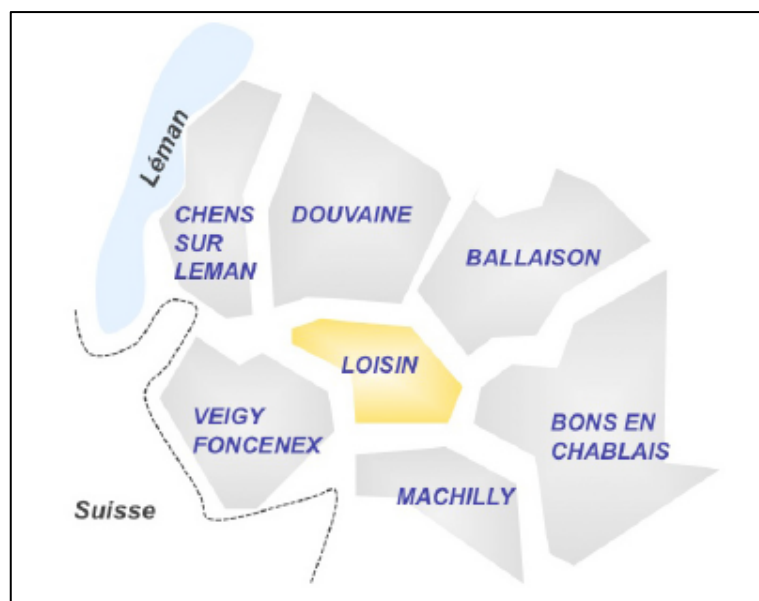 Léman
CHENS
SUR
LEMAN
DOUVAINE
BALLAISON
LOISIN
VEIGY
FONCENEX
BONS EN
CHABLAIS
MACHILLY
Suisse